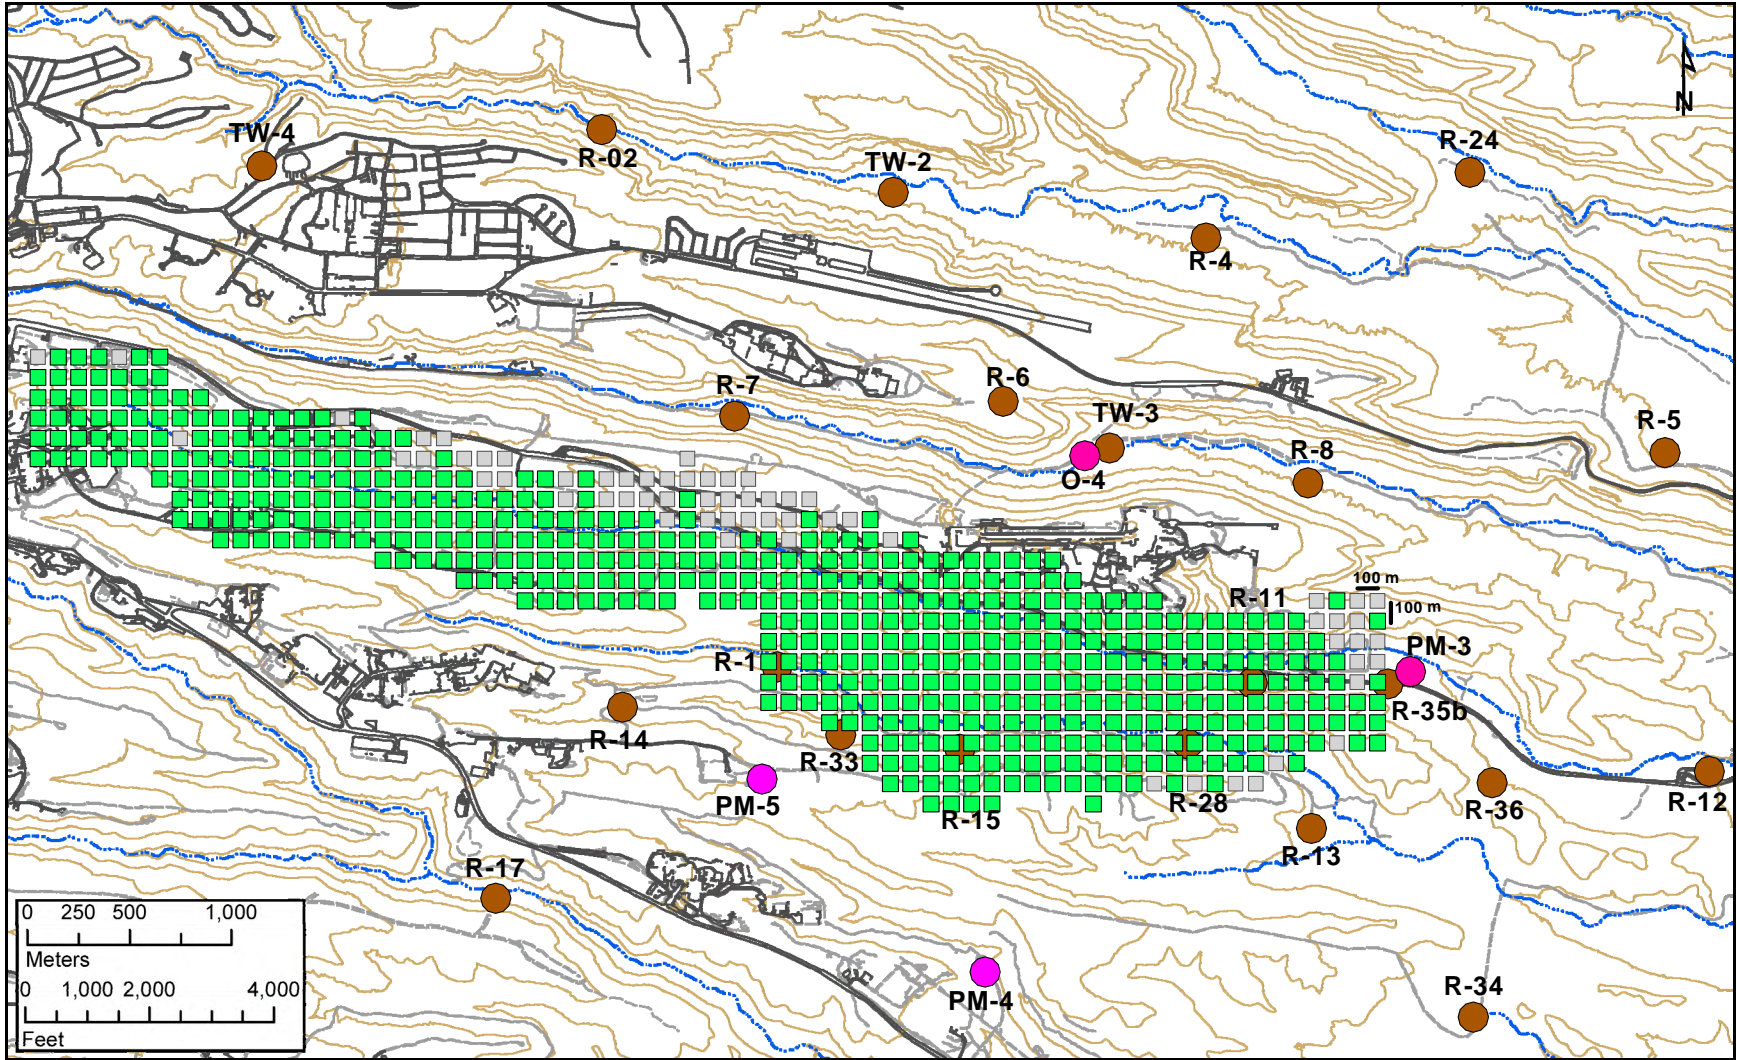 N
TW-4
R-02
TW-2
R-24
R-4
R-7
R-6
TW-3
O-4
R-8
R-5
100 m
100 m
R-11
R-1
PM-3
R-35b
R-14
R-33
PM-5
R-15
R-28
R-36
R-12
R-13
R-17
PM-4
R-34
0 250 500 1,000
Meters
0 1,000 2,000 4,000
Feet